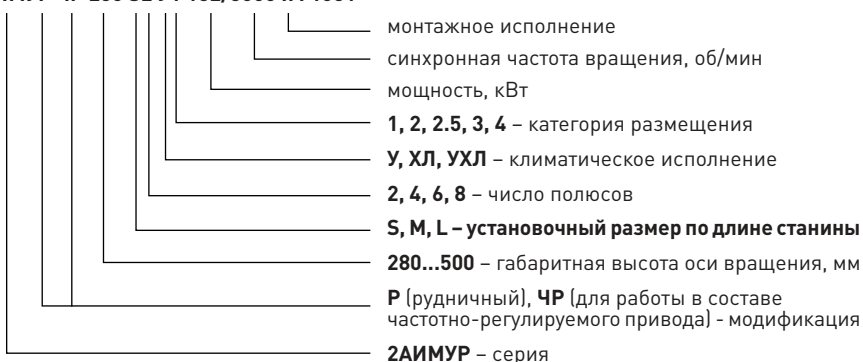 монтажное исполнение
синхронная частота вращения, об/мин
мощность, кВт
1, 2, 2.5, 3, 4 – категория размещения
У, ХЛ, УХЛ – климатическое исполнение
2, 4, 6, 8 – число полюсов
S, M, L – установочный размер по длине станины
280...500 – габаритная высота оси вращения, мм
Р (рудничный), ЧР (для работы в составе
частотно-регулируемого привода) - модификация
2АИМУР – серия